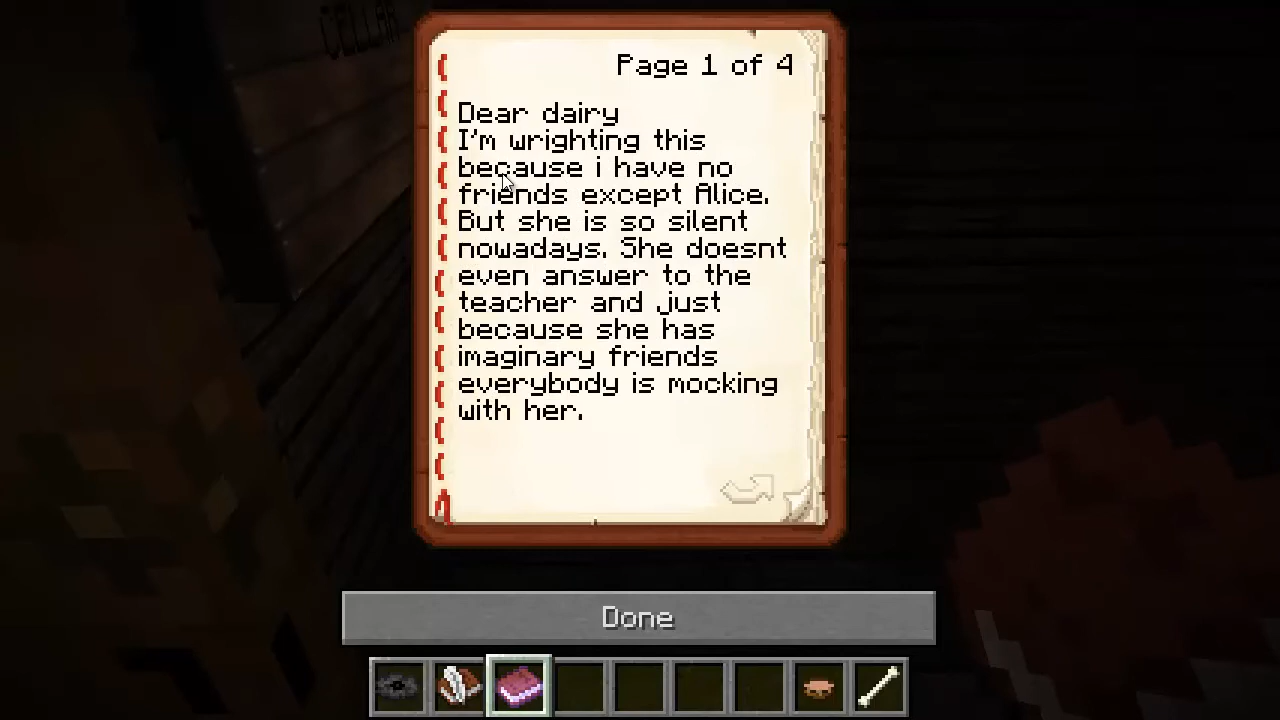 CELLAR
Page 1 of 4
Dear dairy
I'm wrighting this
because i have no
friends except Alice.
But she is so silent
nowadays. She doesnt
even answer to the
teacher and just
because she has
imaginary friends
everybody is mocking
with her.
Done